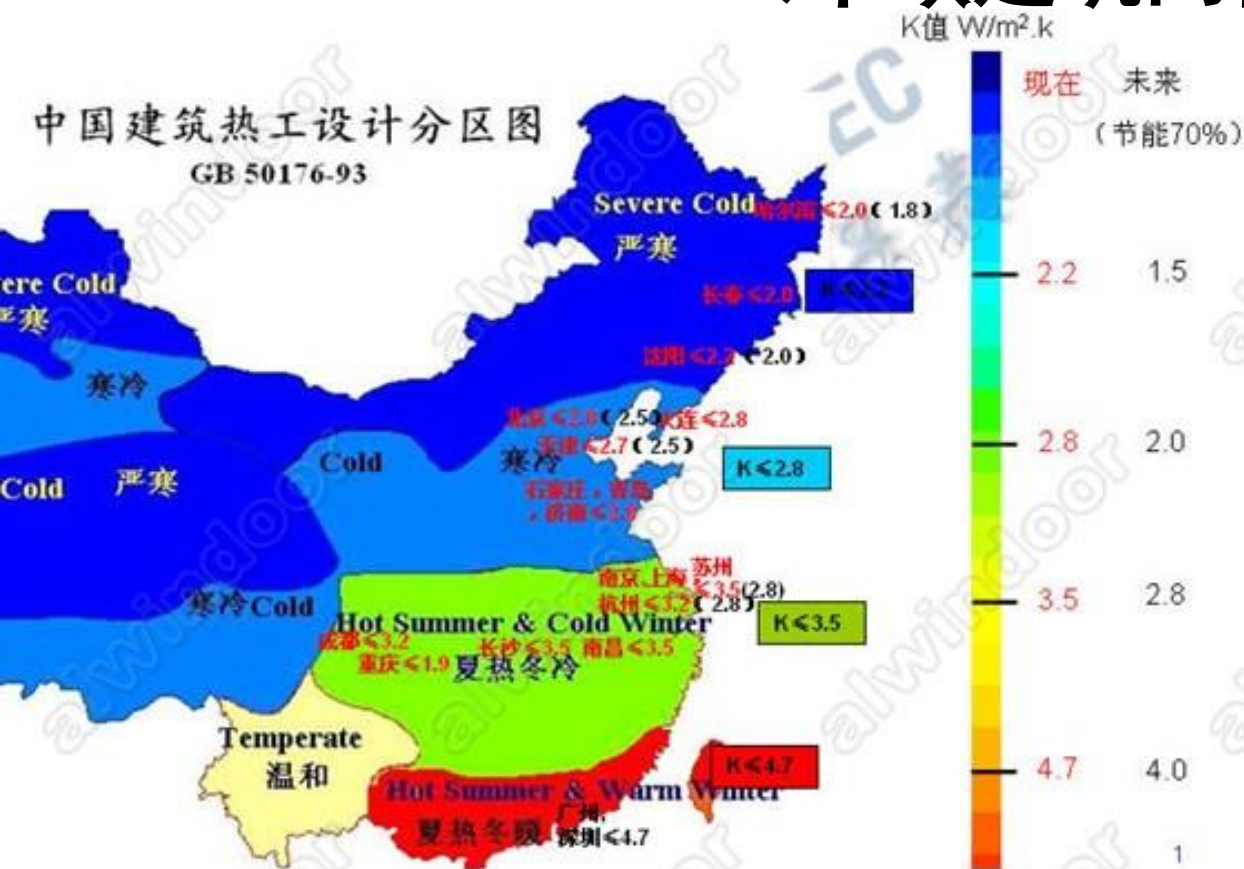 K值 W/m².k
现在 未来
（节能70%）
中国建筑热工设计分区图
GB 50176-93
Severe Cold
严寒
哈尔滨≤2.0（1.8）
ere Cold
严寒
长春≤2.0
2.2 1.5
沈阳≤2.2（2.0）
寒冷
北京≤2.8（2.5）
大连≤2.8
天津≤2.7（2.5）
2.8 2.0
Cold
寒冷
K≤2.8
Cold 严寒
石家庄，青岛
，济南≤2.8
苏州
南京 上海 ≤3.5(2.8)
杭州≤3.2（2.8）
3.5 2.8
寒冷 Cold
Hot Summer & Cold Winter
K≤3.5
成都≤3.2
长沙≤3.5 南昌≤3.5
重庆≤1.9
夏热冬冷
Temperate
温和
K≤4.7
4.7 4.0
Hot Summer & Warm Winter
广州，
夏热冬暖
深圳≤4.7
1
EC
alwindoor